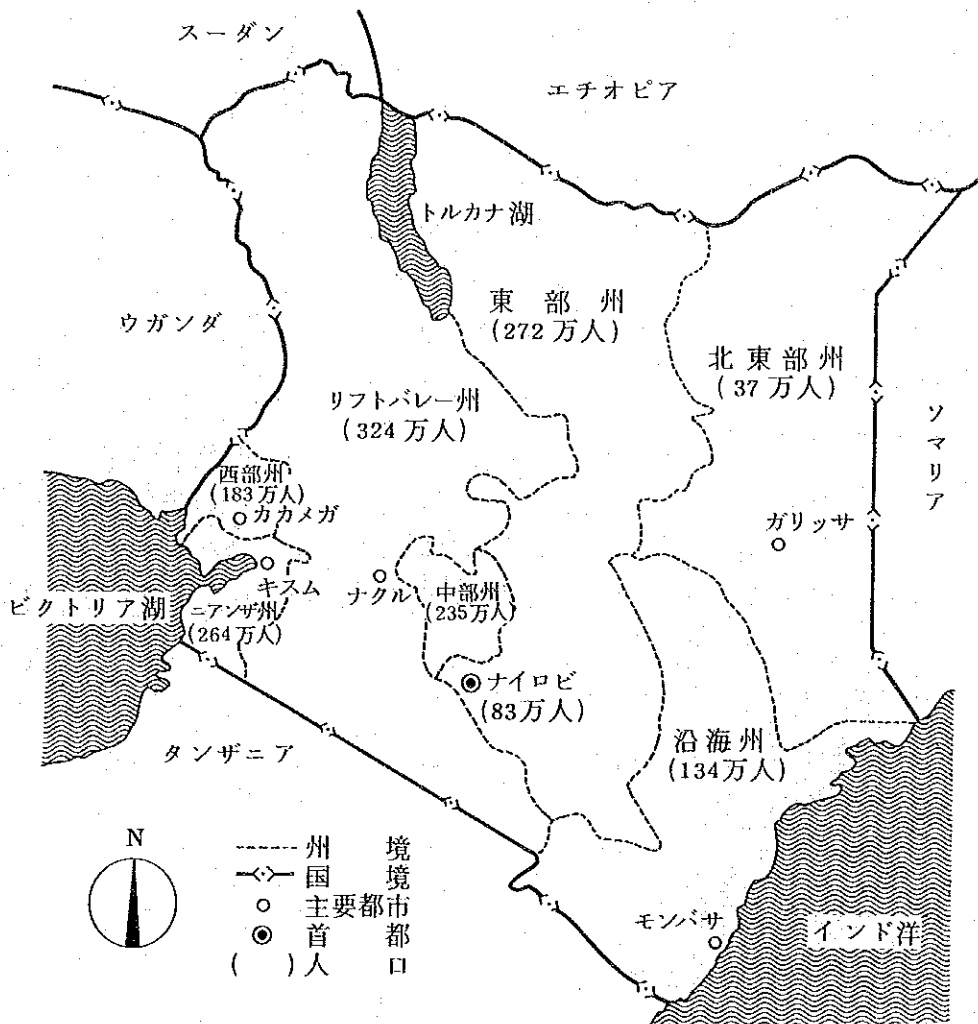 スーダン
エチオピア
トルカナ湖
東部州
(272万人)
ウガンダ
北東部州
(37万人)
リフトバレー州
(324万人)
ソマリア
西部州
(183万人)
カカメガ
ガリッサ
キスム
ナクル
中部州
(235万人)
ビクトリア湖
ニアンザ州
(264万人)
ナイロビ
(83万人)
沿海州
(134万人)
タンザニア
N
州境
国境
主要都市
首都
( )人口
モンバサ
インド洋